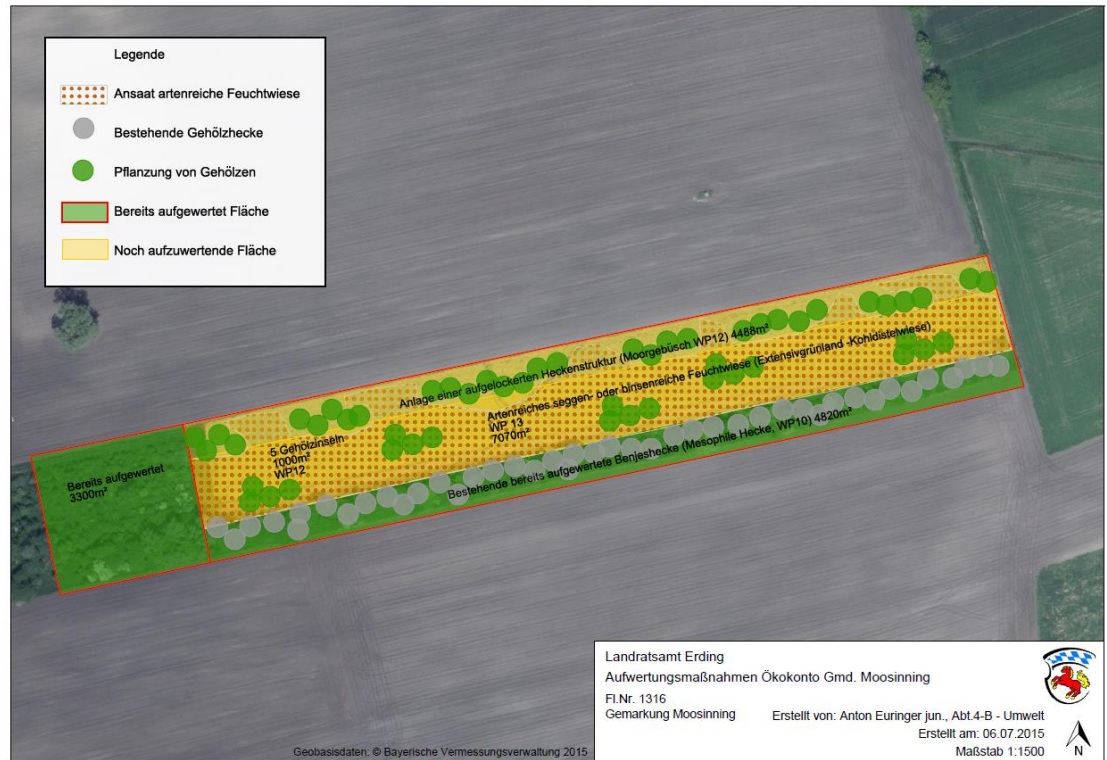 Legende
Ansaat artenreiche Feuchtwiese
Bestehende Gehölzhecke
Pflanzung von Gehölzen
Bereits aufgewertet Fläche
Noch aufzuwertende Fläche
Anlage einer aufgelockerten Heckenstruktur (Moorgebüsch WP12) 4488m²
Artenreiches seggen- oder binsenreiche Feuchtwiese (Extensivgrünland -Kohldistelwiese)
WP 13
7070m²
5 Gehölzinseln
1000m²
WP12
Bereits aufgewertet
3300m²
Bestehende bereits aufgewertete Benjeshecke (Mesophile Hecke, WP10) 4820m²
Landratsamt Erding
Aufwertungsmaßnahmen Ökokonto Gmd. Moosinning
Fl.Nr. 1316
Gemarkung Moosinning
Erstellt von: Anton Euringer jun., Abt.4-B - Umwelt
Erstellt am: 06.07.2015
Maßstab 1:1500
N
Geobasisdaten: © Bayerische Vermessungsverwaltung 2015